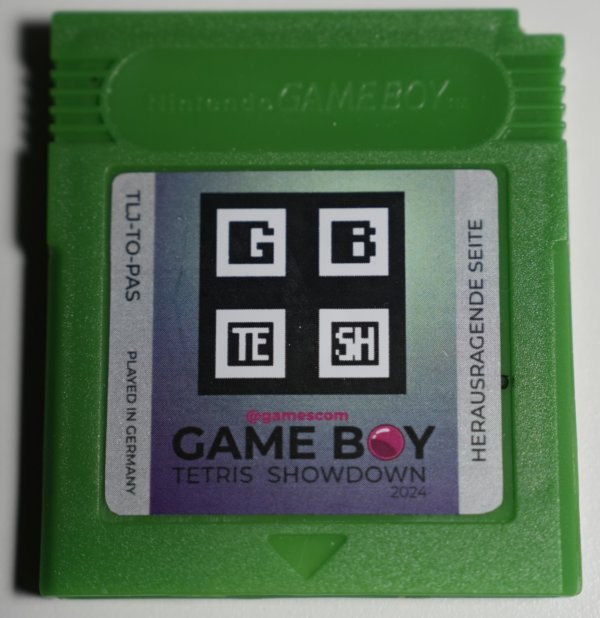 Nintendo GAME BOY TM
TLJ-TO-PAS
PLAYED IN GERMANY
G B
TE SH
@gamescom
GAME BOY
TETRIS SHOWDOWN
2024
HERAUSRAGENDE SEITE